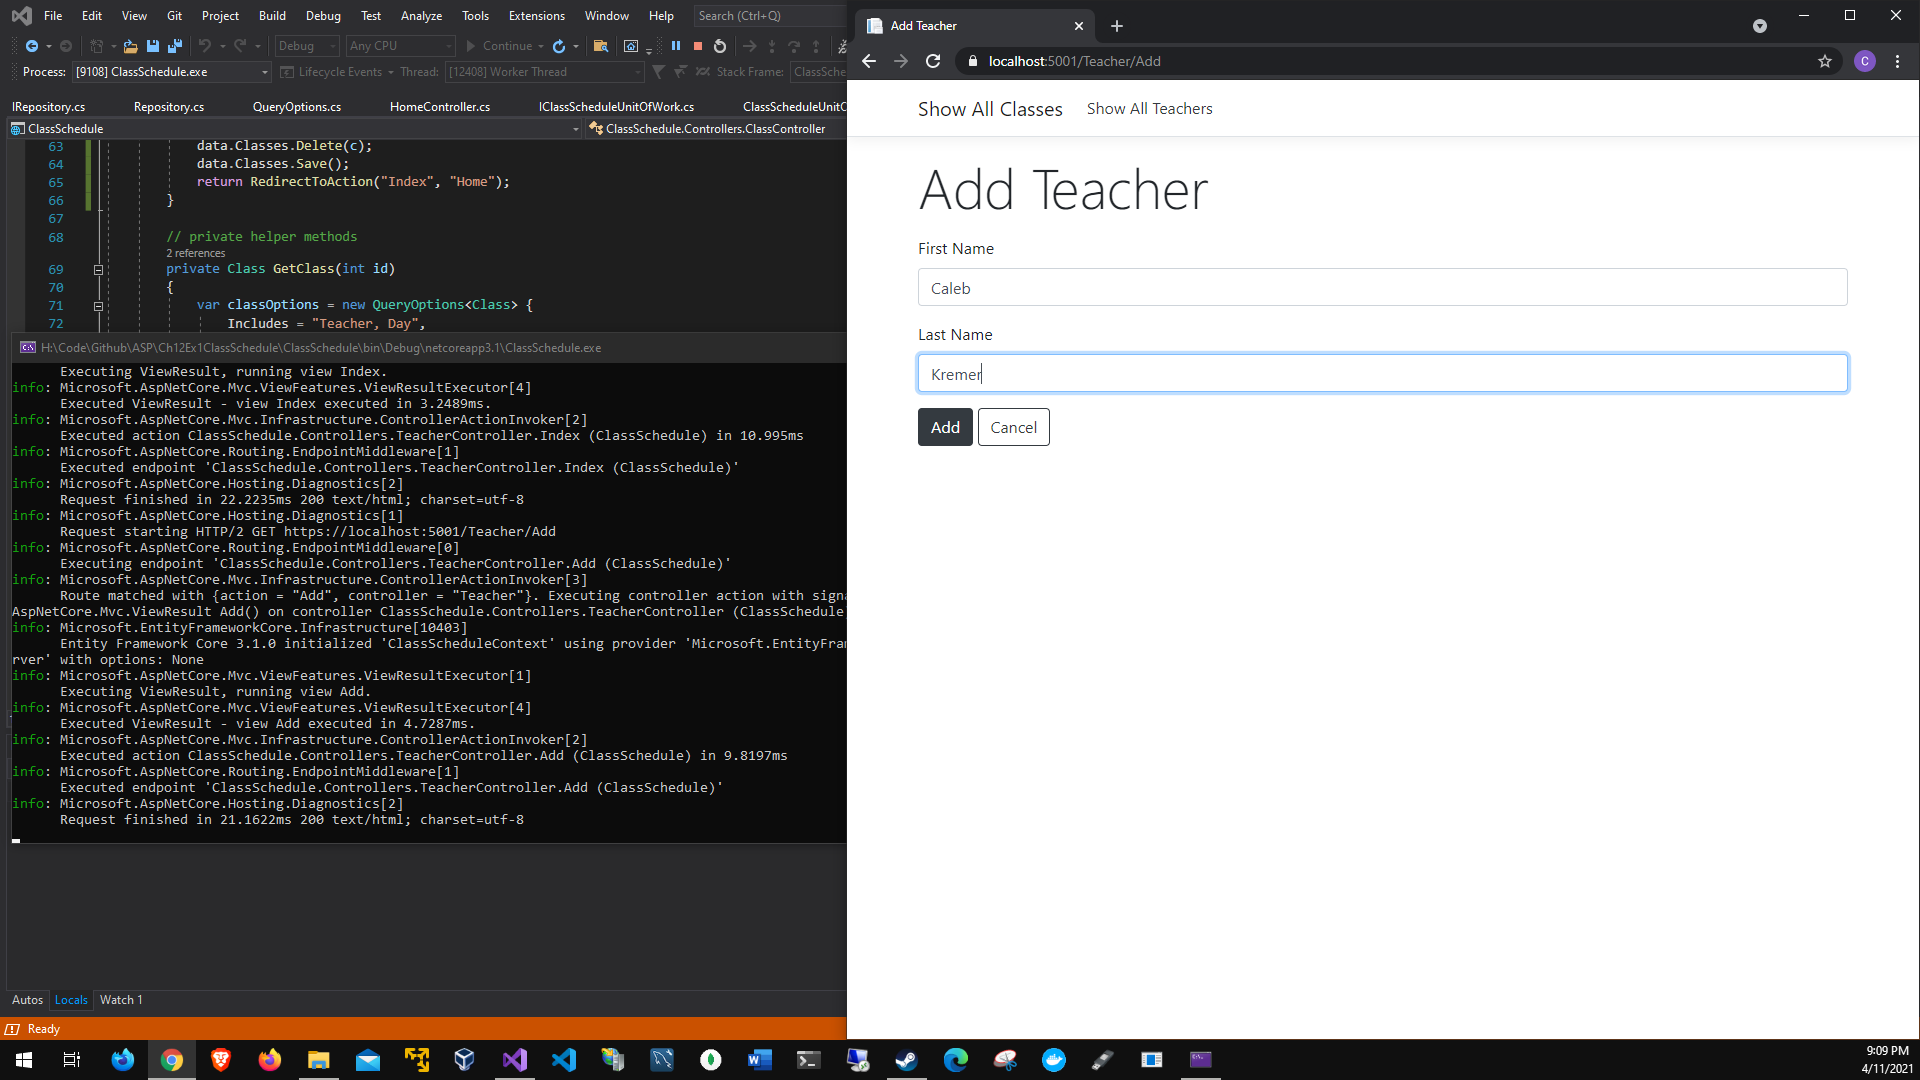 File Edit View Git Project Build Debug Test Analyze Tools Extensions Window Help Search (Ctrl+Q)
Debug Any CPU Continue
Process: [9108] ClassSchedule.exe Lifecycle Events Thread: [12408] Worker Thread Stack Frame: ClassSche
IRepository.cs Repository.cs QueryOptions.cs HomeController.cs IClassScheduleUnitOfWork.cs ClassScheduleUnitO
ClassSchedule ClassSchedule.Controllers.ClassController
63 data.Classes.Delete(c);
64 data.Classes.Save();
65 return RedirectToAction("Index", "Home");
66 }
67
68 // private helper methods
2 references
69 private Class GetClass(int id)
70 {
71 var classOptions = new QueryOptions<Class> {
72 Includes = "Teacher, Day",
H:\Code\Github\ASP\Ch12Ex1ClassSchedule\ClassSchedule\bin\Debug\netcoreapp3.1\ClassSchedule.exe
Executing ViewResult, running view Index.
info: Microsoft.AspNetCore.Mvc.ViewFeatures.ViewResultExecutor[4]
Executed ViewResult - view Index executed in 3.2489ms.
info: Microsoft.AspNetCore.Mvc.Infrastructure.ControllerActionInvoker[2]
Executed action ClassSchedule.Controllers.TeacherController.Index (ClassSchedule) in 10.995ms
info: Microsoft.AspNetCore.Routing.EndpointMiddleware[1]
Executed endpoint 'ClassSchedule.Controllers.TeacherController.Index (ClassSchedule)'
info: Microsoft.AspNetCore.Hosting.Diagnostics[2]
Request finished in 22.2235ms 200 text/html; charset=utf-8
info: Microsoft.AspNetCore.Hosting.Diagnostics[1]
Request starting HTTP/2 GET https://localhost:5001/Teacher/Add
info: Microsoft.AspNetCore.Routing.EndpointMiddleware[0]
Executing endpoint 'ClassSchedule.Controllers.TeacherController.Add (ClassSchedule)'
info: Microsoft.AspNetCore.Mvc.Infrastructure.ControllerActionInvoker[3]
Route matched with {action = "Add", controller = "Teacher"}. Executing controller action with signa
AspNetCore.Mvc.ViewResult Add() on controller ClassSchedule.Controllers.TeacherController (ClassSchedule
info: Microsoft.EntityFrameworkCore.Infrastructure[10403]
Entity Framework Core 3.1.0 initialized 'ClassScheduleContext' using provider 'Microsoft.EntityFra
rver' with options: None
info: Microsoft.AspNetCore.Mvc.ViewFeatures.ViewResultExecutor[1]
Executing ViewResult, running view Add.
info: Microsoft.AspNetCore.Mvc.ViewFeatures.ViewResultExecutor[4]
Executed ViewResult - view Add executed in 4.7287ms.
info: Microsoft.AspNetCore.Mvc.Infrastructure.ControllerActionInvoker[2]
Executed action ClassSchedule.Controllers.TeacherController.Add (ClassSchedule) in 9.8197ms
info: Microsoft.AspNetCore.Routing.EndpointMiddleware[1]
Executed endpoint 'ClassSchedule.Controllers.TeacherController.Add (ClassSchedule)'
info: Microsoft.AspNetCore.Hosting.Diagnostics[2]
Request finished in 21.1622ms 200 text/html; charset=utf-8
Autos Locals Watch 1
Ready
Add Teacher
localhost:5001/Teacher/Add
C
Show All Classes Show All Teachers
Add Teacher
First Name
Caleb
Last Name
Kremer
Add Cancel
9:09 PM
4/11/2021